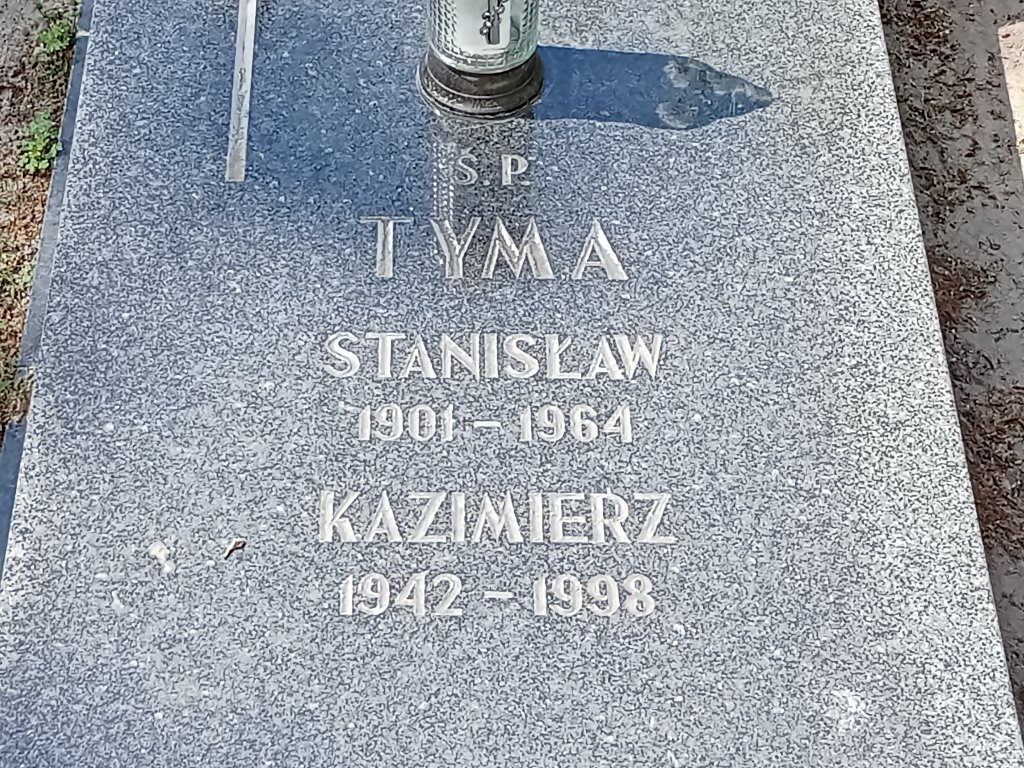 Ś.P.
TYMA
STANISŁAW
1901 - 1964
KAZIMIERZ
1942 - 1998